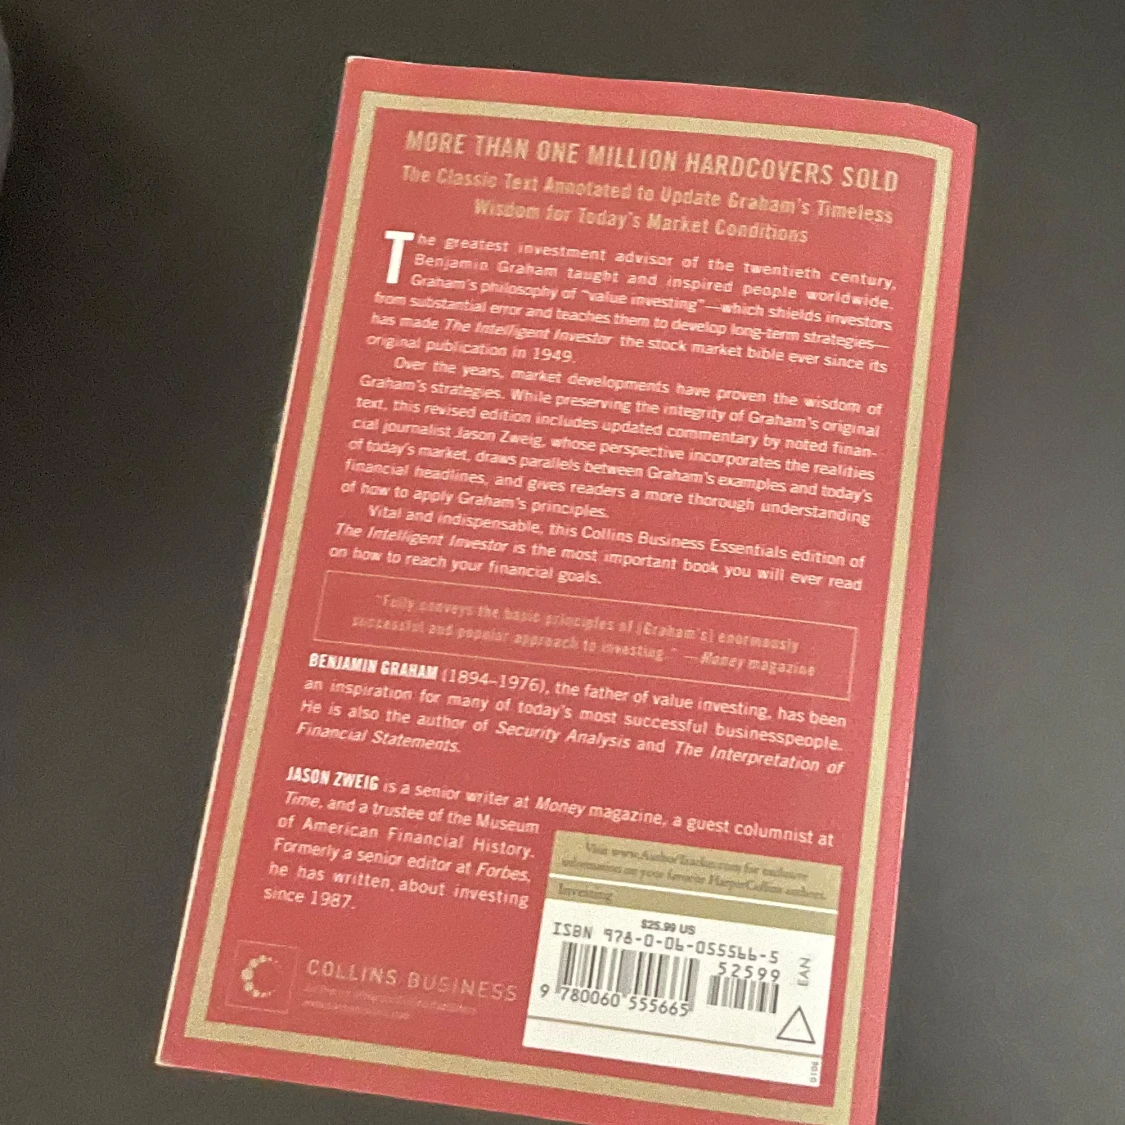 MORE THAN ONE MILLION HARDCOVERS SOLD
The Classic Text Annotated to Update Graham's Timeless
Wisdom for Today's Market Conditions
The greatest investment advisor of the twentieth century,
Benjamin Graham taught and inspired people worldwide.
Graham's philosophy of "value investing"—which shields investors
from substantial error and teaches them to develop long-term strategies—
has made The Intelligent Investor the stock market bible ever since its
original publication in 1949.
Over the years, market developments have proven the wisdom of
Graham's strategies. While preserving the integrity of Graham's original
text, this revised edition includes updated commentary by noted finan-
cial journalist Jason Zweig, whose perspective incorporates the realities
of today's market, draws parallels between Graham's examples and today's
financial headlines, and gives readers a more thorough understanding
of how to apply Graham's principles.
Vital and indispensable, this Collins Business Essentials edition of
The Intelligent Investor is the most important book you will ever read
on how to reach your financial goals.
"Fully conveys the basic principles of [Graham's] enormously
successful and popular approach to investing." —Money magazine
BENJAMIN GRAHAM (1894–1976), the father of value investing, has been
an inspiration for many of today's most successful businesspeople.
He is also the author of Security Analysis and The Interpretation of
Financial Statements.
JASON ZWEIG is a senior writer at Money magazine, a guest columnist at
Time, and a trustee of the Museum
of American Financial History.
Formerly a senior editor at Forbes,
he has written about investing
since 1987.
Visit www.AuthorTracker.com for exclusive
information on your favorite HarperCollins authors.
Investing
$25.99 US
ISBN 978-0-06-055566-5
52599
EAN
9 780060 555665
COLLINS BUSINESS